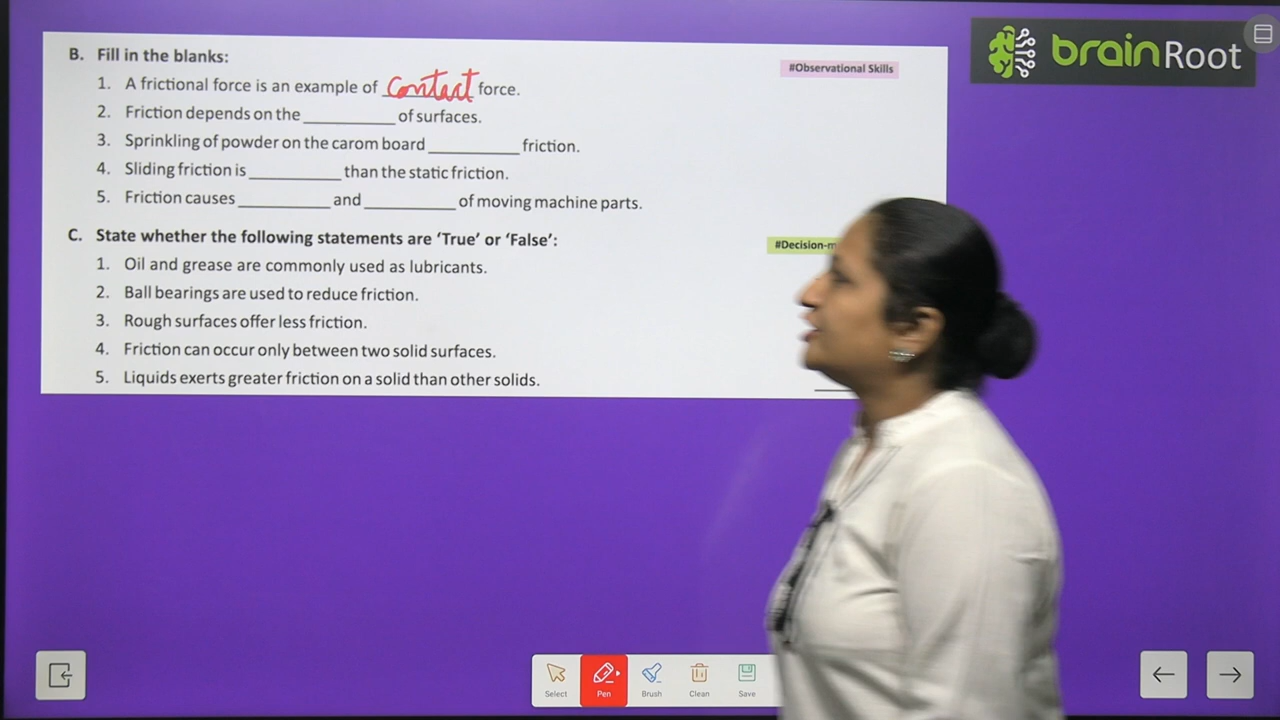 brainRoot
B. Fill in the blanks:
#Observational Skills
1. A frictional force is an example of contact force.
2. Friction depends on the __________ of surfaces.
3. Sprinkling of powder on the carom board __________ friction.
4. Sliding friction is __________ than the static friction.
5. Friction causes __________ and __________ of moving machine parts.
C. State whether the following statements are ‘True’ or ‘False’:
#Decision-m
1. Oil and grease are commonly used as lubricants.
2. Ball bearings are used to reduce friction.
3. Rough surfaces offer less friction.
4. Friction can occur only between two solid surfaces.
5. Liquids exerts greater friction on a solid than other solids.
Select Pen Brush Clean Save